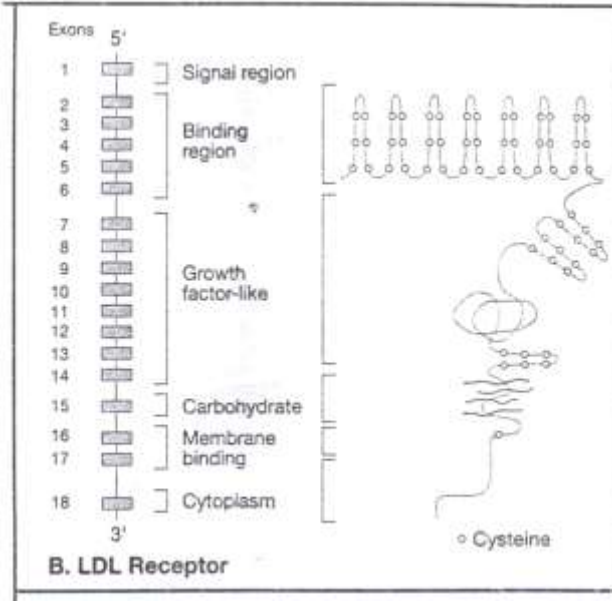 Exons
5'
1 Signal region
2
3 Binding
4 region
5
6
7
8
9 Growth
10 factor-like
11
12
13
14
15 Carbohydrate
16 Membrane
17 binding
18 Cytoplasm
3'
Cysteine
B. LDL Receptor